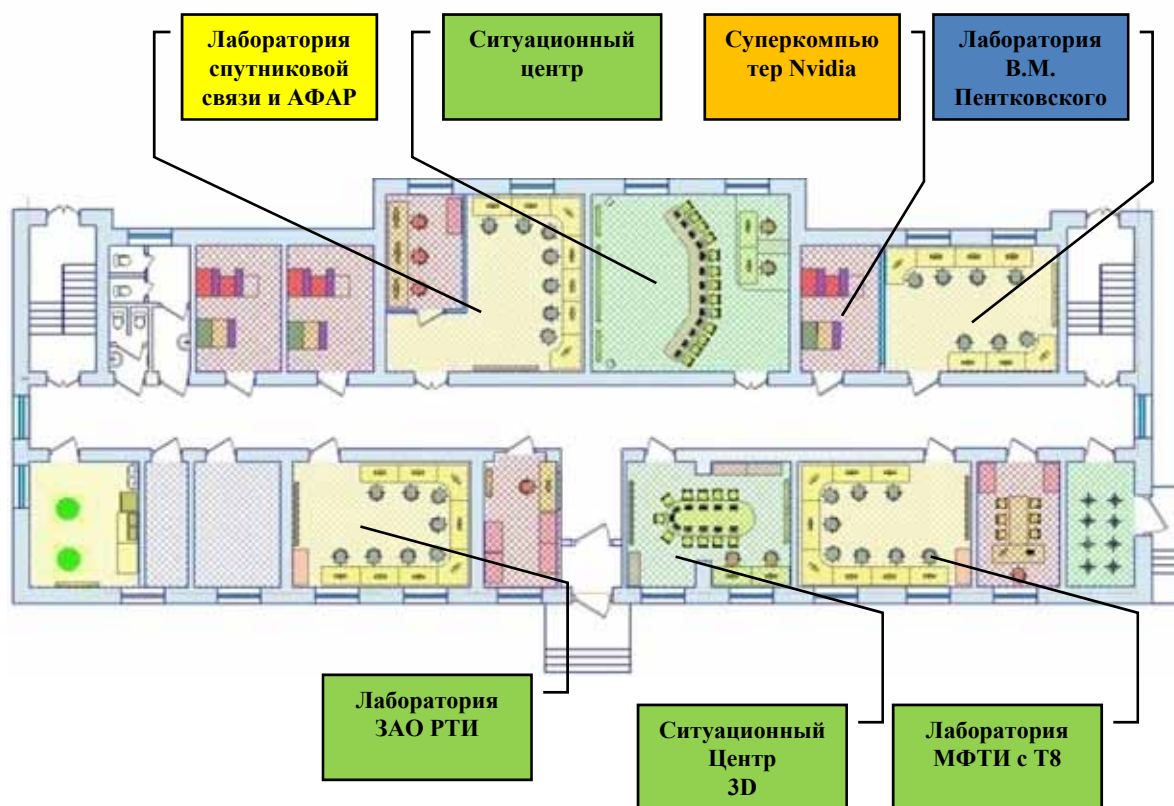 Лаборатория
спутниковой
связи и АФАР
Ситуационный
центр
Суперкомпью
тер Nvidia
Лаборатория
В.М.
Пентковского
Лаборатория
ЗАО РТИ
Ситуационный
Центр
3D
Лаборатория
МФТИ с Т8